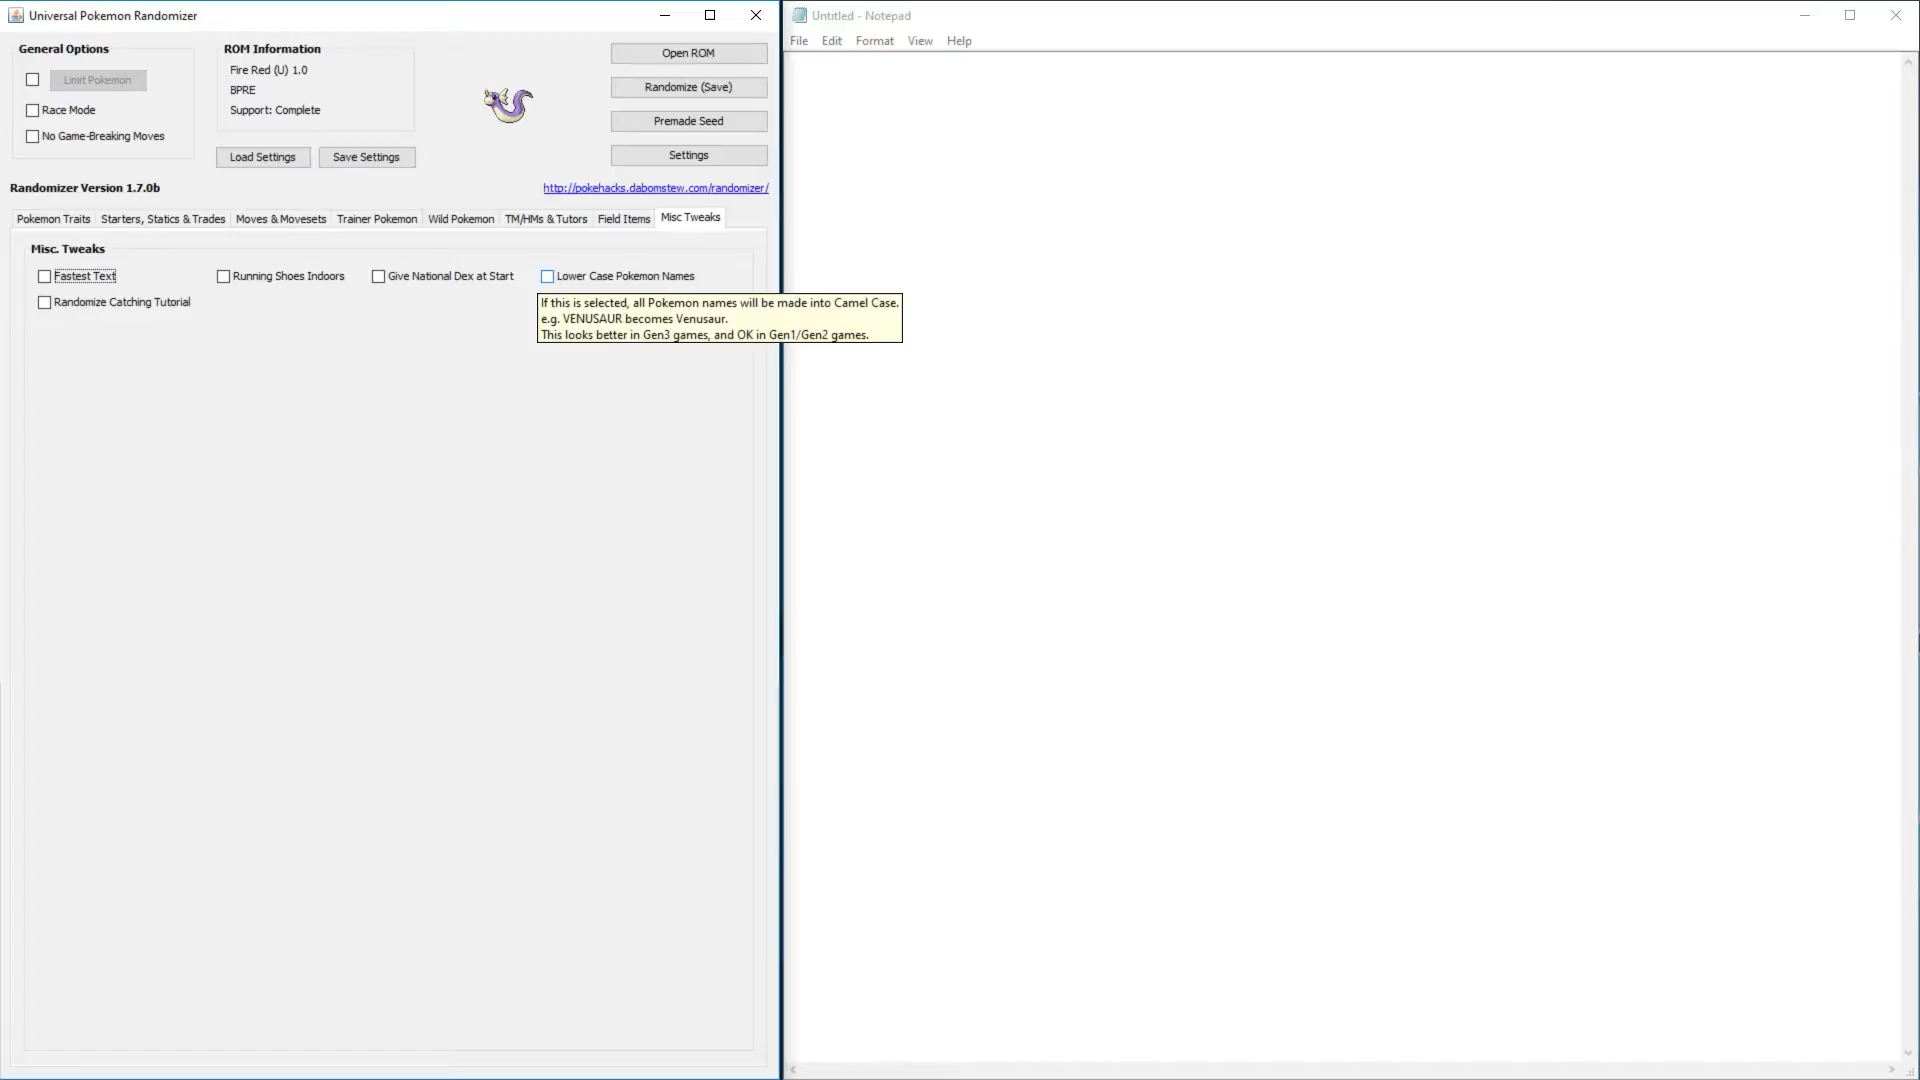 Universal Pokemon Randomizer
General Options
Limit Pokemon
Race Mode
No Game-Breaking Moves
ROM Information
Fire Red (U) 1.0
BPRE
Support: Complete
Load Settings Save Settings
Open ROM
Randomize (Save)
Premade Seed
Settings
Randomizer Version 1.7.0b
http://pokehacks.dabomstew.com/randomizer/
Pokemon Traits Starters, Statics & Trades Moves & Movesets Trainer Pokemon Wild Pokemon TM/HMs & Tutors Field Items Misc Tweaks
Misc. Tweaks
Fastest Text Running Shoes Indoors Give National Dex at Start Lower Case Pokemon Names
Randomize Catching Tutorial
If this is selected, all Pokemon names will be made into Camel Case.
e.g. VENUSAUR becomes Venusaur.
This looks better in Gen3 games, and OK in Gen1/Gen2 games.
Untitled - Notepad
File Edit Format View Help